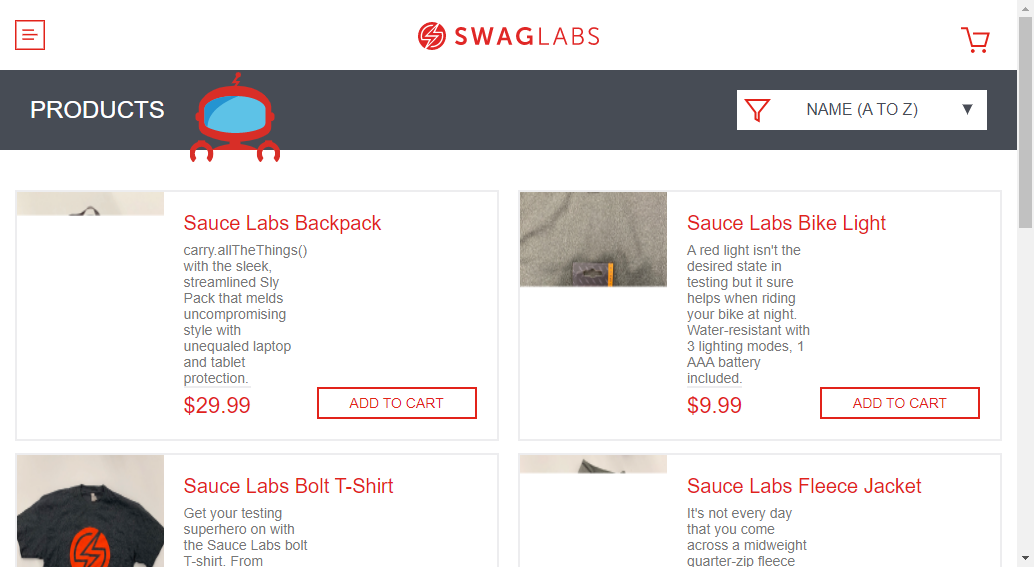 SWAGLABS
PRODUCTS
NAME (A TO Z)
Sauce Labs Backpack
carry.allTheThings()
with the sleek,
streamlined Sly
Pack that melds
uncompromising
style with
unequaled laptop
and tablet
protection.
$29.99
ADD TO CART
Sauce Labs Bike Light
A red light isn't the
desired state in
testing but it sure
helps when riding
your bike at night.
Water-resistant with
3 lighting modes, 1
AAA battery
included.
$9.99
ADD TO CART
Sauce Labs Bolt T-Shirt
Get your testing
superhero on with
the Sauce Labs bolt
T-shirt. From
Sauce Labs Fleece Jacket
It's not every day
that you come
across a midweight
quarter-zip fleece